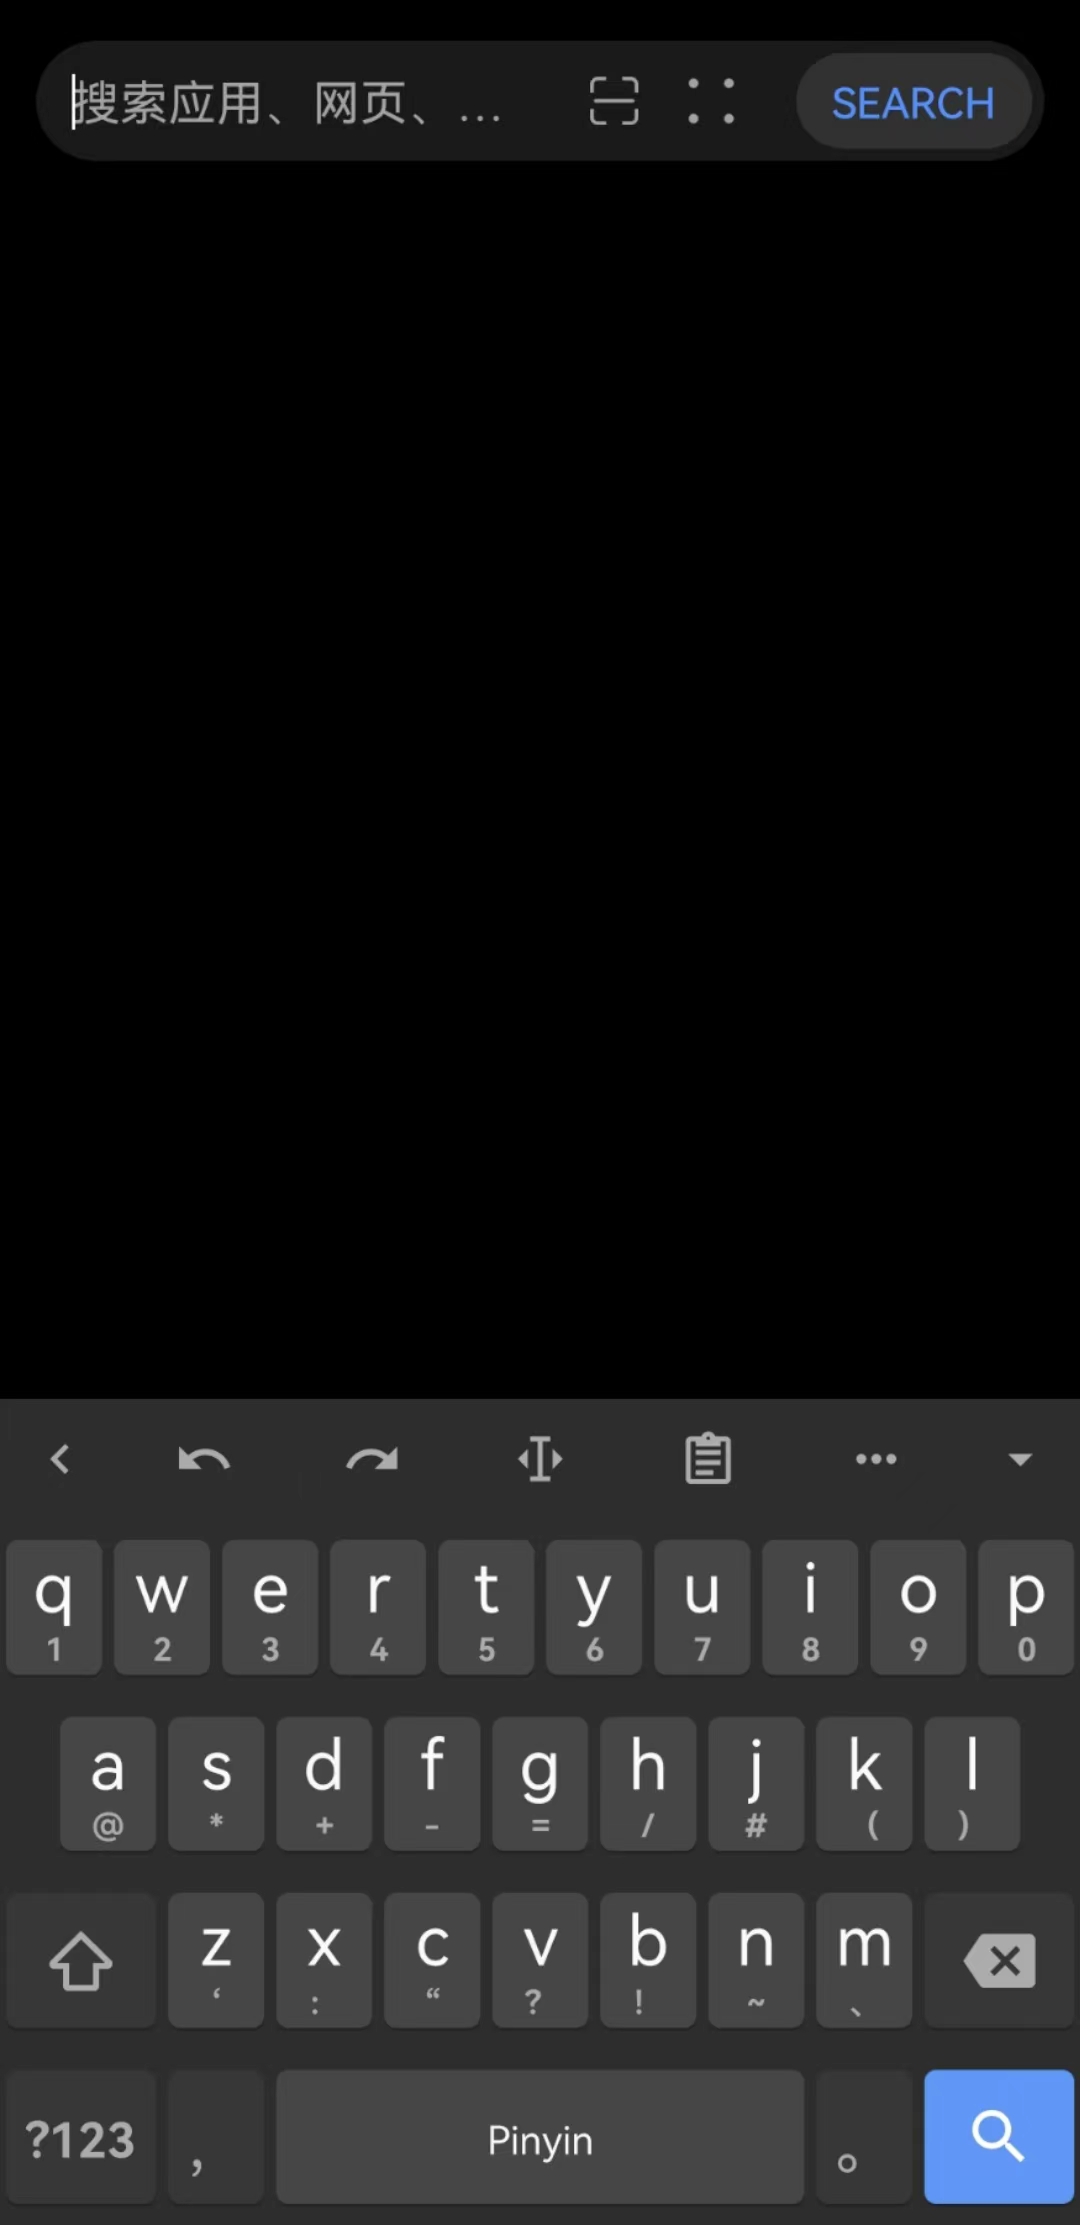 搜索应用、网页、... SEARCH
q w e r t y u i o p
1 2 3 4 5 6 7 8 9 0
a s d f g h j k l
@ * + - = / # ( )
z x c v b n m
‘ : “ ? ! ~ 、
?123 , Pinyin 。